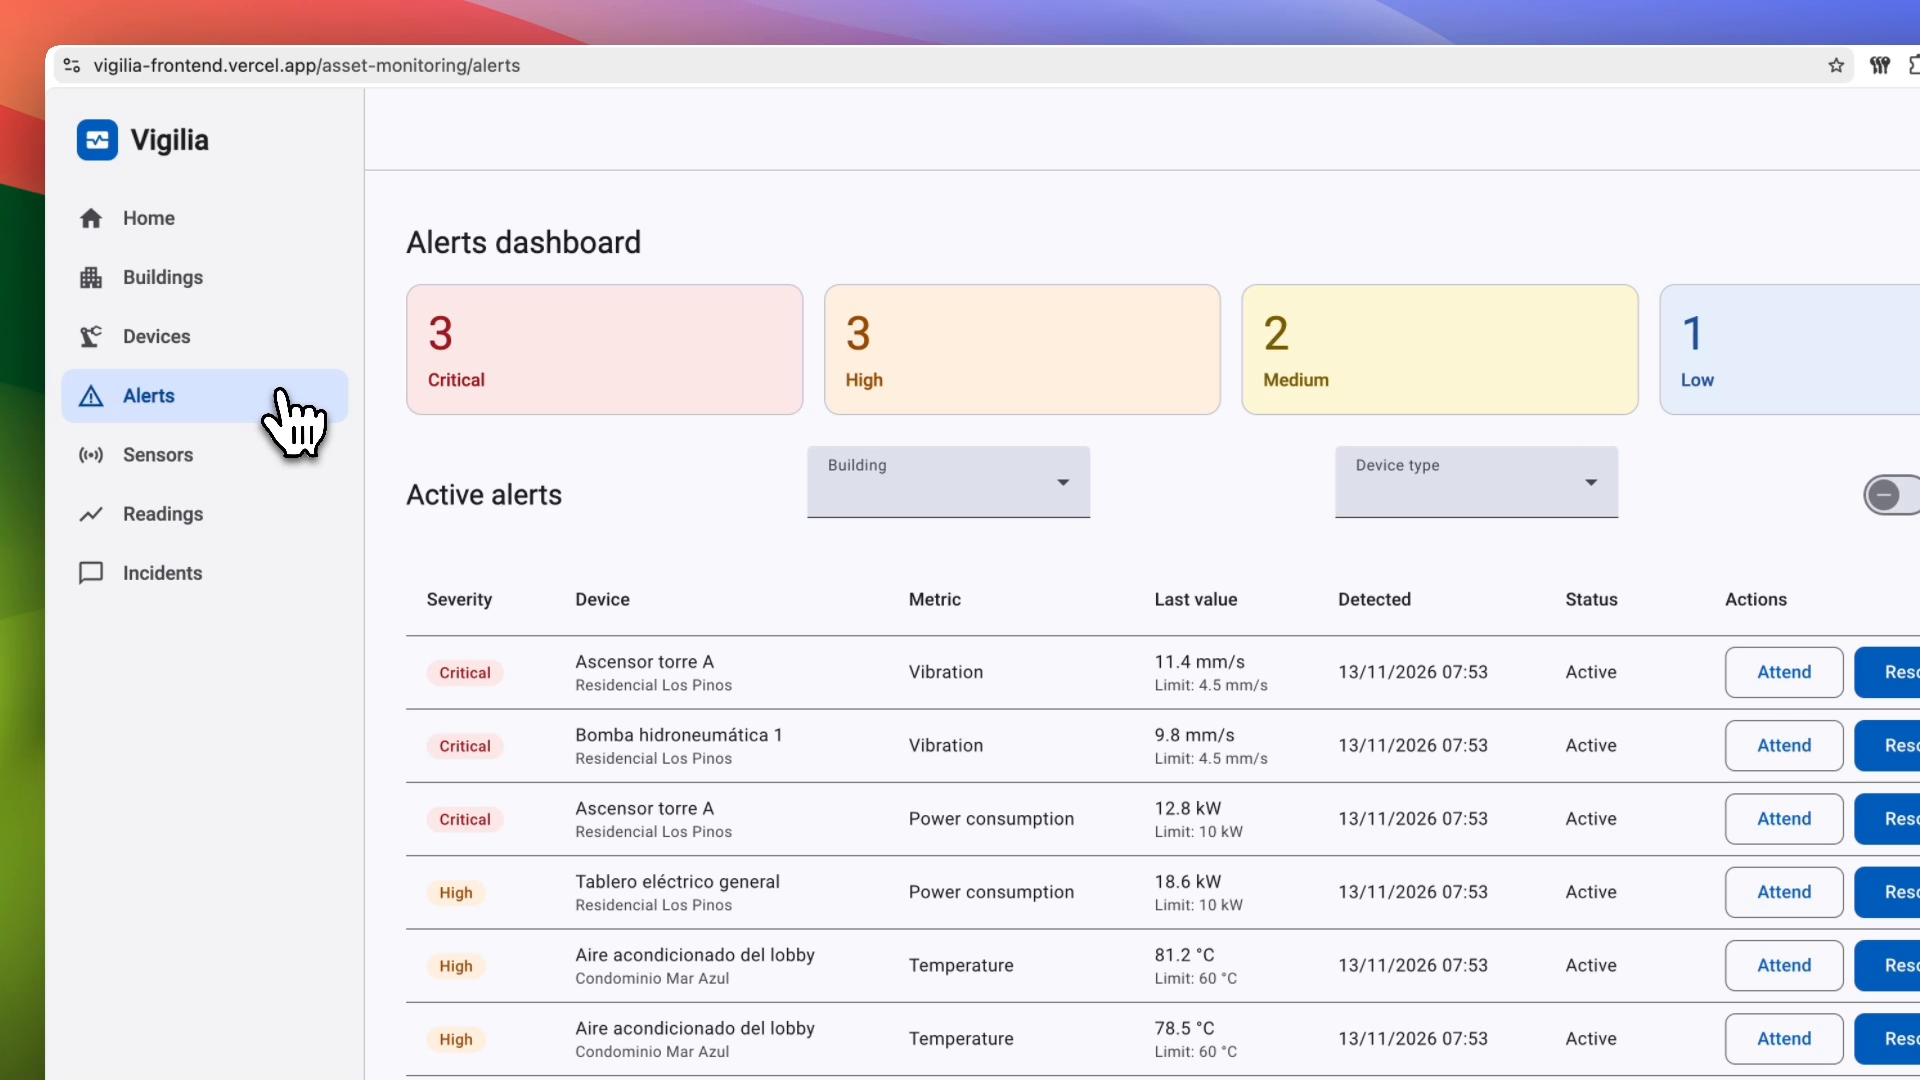 vigilia-frontend.vercel.app/asset-monitoring/alerts
Vigilia
Home
Buildings
Devices
Alerts
Sensors
Readings
Incidents
Alerts dashboard
3
Critical
3
High
2
Medium
1
Low
Active alerts
Building
Device type
Severity Device Metric Last value Detected Status Actions
Critical Ascensor torre A Vibration 11.4 mm/s 13/11/2026 07:53 Active Attend
Residencial Los Pinos Limit: 4.5 mm/s
Critical Bomba hidroneumática 1 Vibration 9.8 mm/s 13/11/2026 07:53 Active Attend
Residencial Los Pinos Limit: 4.5 mm/s
Critical Ascensor torre A Power consumption 12.8 kW 13/11/2026 07:53 Active Attend
Residencial Los Pinos Limit: 10 kW
High Tablero eléctrico general Power consumption 18.6 kW 13/11/2026 07:53 Active Attend
Residencial Los Pinos Limit: 10 kW
High Aire acondicionado del lobby Temperature 81.2 °C 13/11/2026 07:53 Active Attend
Condominio Mar Azul Limit: 60 °C
High Aire acondicionado del lobby Temperature 78.5 °C 13/11/2026 07:53 Active Attend
Condominio Mar Azul Limit: 60 °C